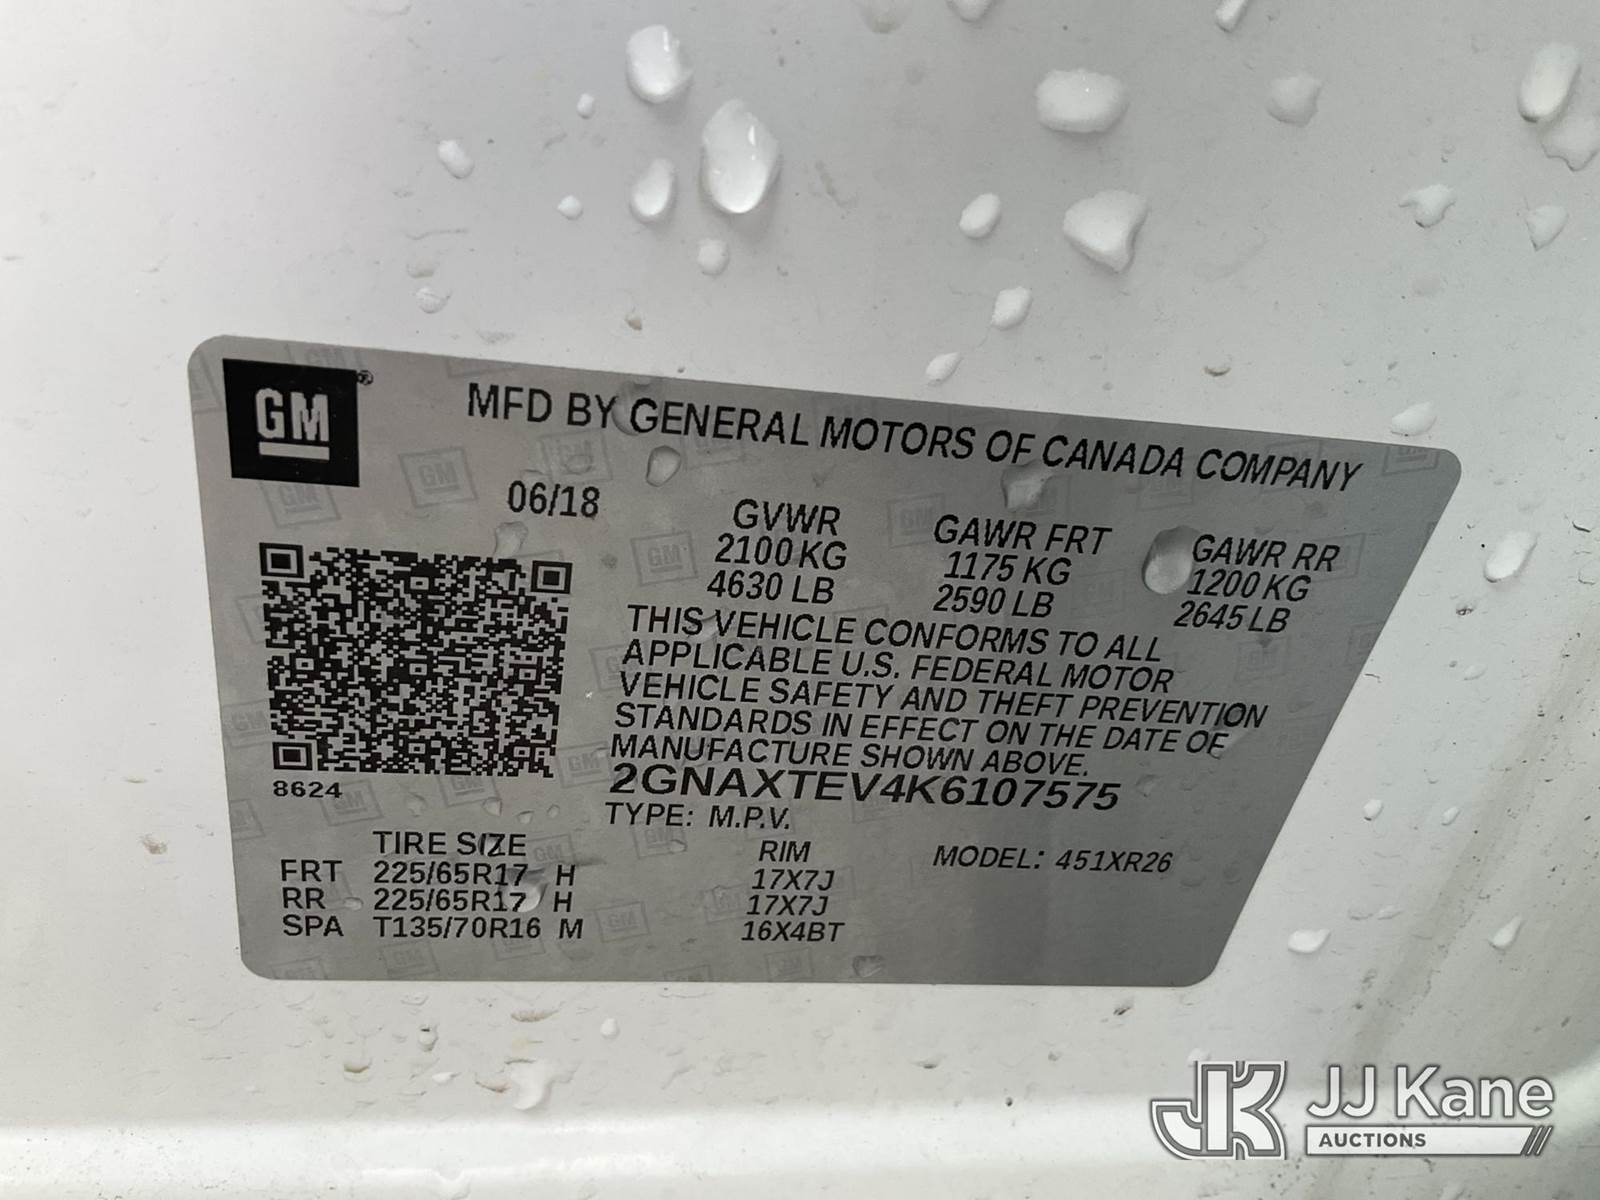 GM®
MFD BY GENERAL MOTORS OF CANADA COMPANY
06/18
GVWR GAWR FRT GAWR RR
2100 KG 1175 KG 1200 KG
4630 LB 2590 LB 2645 LB
THIS VEHICLE CONFORMS TO ALL
APPLICABLE U.S. FEDERAL MOTOR
VEHICLE SAFETY AND THEFT PREVENTION
STANDARDS IN EFFECT ON THE DATE OF
MANUFACTURE SHOWN ABOVE.
8624
2GNAXTEV4K6107575
TYPE: M.P.V.
TIRE SIZE RIM MODEL: 451XR26
FRT 225/65R17 H 17X7J
RR 225/65R17 H 17X7J
SPA T135/70R16 M 16X4BT
JK JJ Kane
AUCTIONS